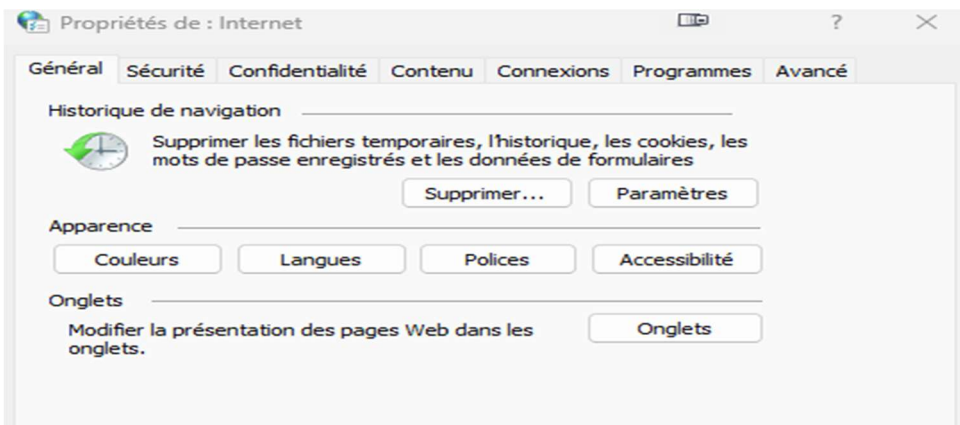 Propriétés de : Internet
?
Général Sécurité Confidentialité Contenu Connexions Programmes Avancé
Historique de navigation
Supprimer les fichiers temporaires, l'historique, les cookies, les
mots de passe enregistrés et les données de formulaires
Supprimer... Paramètres
Apparence
Couleurs Langues Polices Accessibilité
Onglets
Modifier la présentation des pages Web dans les
onglets.
Onglets